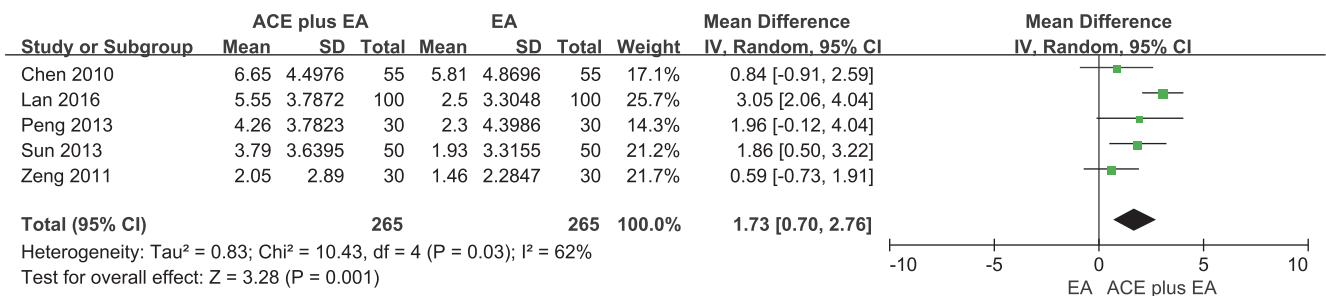 ACE plus EA EA Mean Difference Mean Difference
Study or Subgroup Mean SD Total Mean SD Total Weight IV, Random, 95% CI IV, Random, 95% CI
Chen 2010 6.65 4.4976 55 5.81 4.8696 55 17.1% 0.84 [-0.91, 2.59]
Lan 2016 5.55 3.7872 100 2.5 3.3048 100 25.7% 3.05 [2.06, 4.04]
Peng 2013 4.26 3.7823 30 2.3 4.3986 30 14.3% 1.96 [-0.12, 4.04]
Sun 2013 3.79 3.6395 50 1.93 3.3155 50 21.2% 1.86 [0.50, 3.22]
Zeng 2011 2.05 2.89 30 1.46 2.2847 30 21.7% 0.59 [-0.73, 1.91]
Total (95% CI) 265 265 100.0% 1.73 [0.70, 2.76]
Heterogeneity: Tau² = 0.83; Chi² = 10.43, df = 4 (P = 0.03); I² = 62%
Test for overall effect: Z = 3.28 (P = 0.001)
-10 -5 0 5 10
EA ACE plus EA